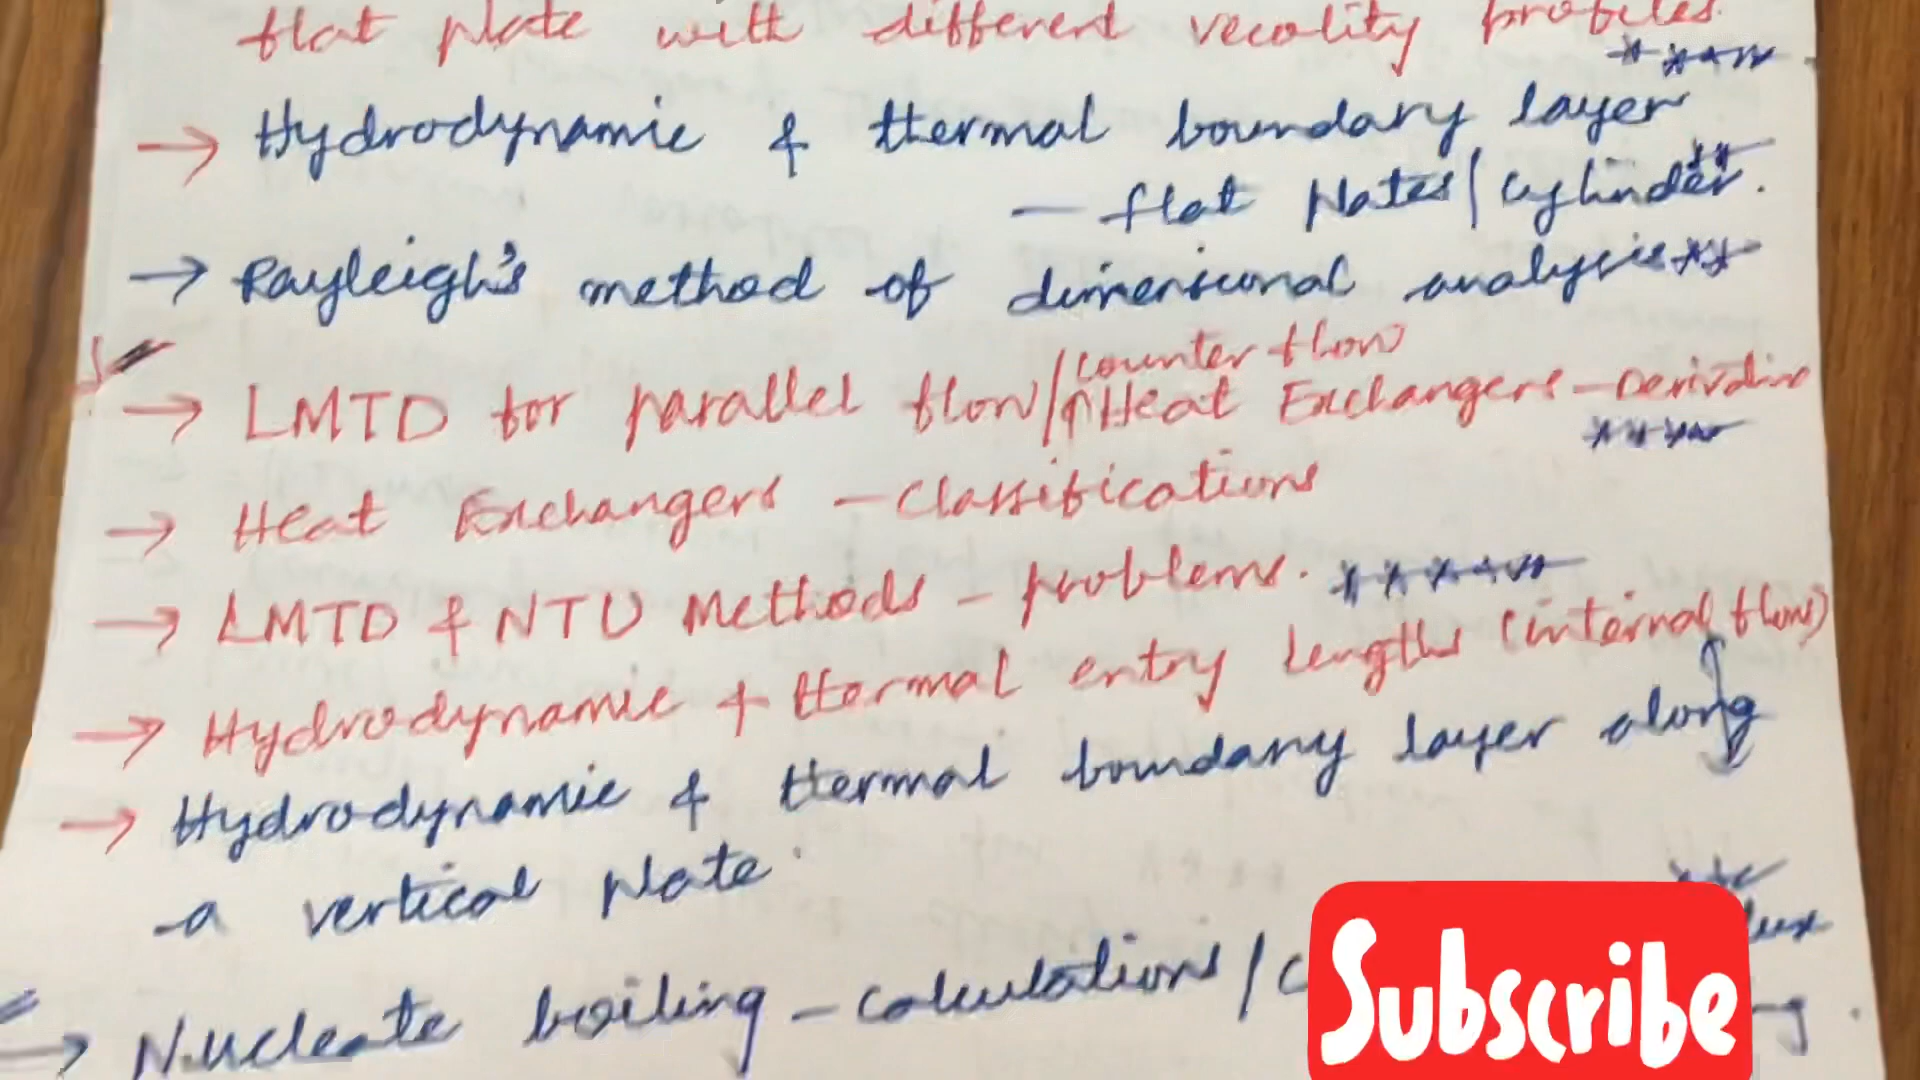 flat plate with different vecolity profiles.
****
→ Hydrodynamic & thermal boundary layer
— flat plates/cylinder.
**
→ Rayleigh's method of dimensional analysis **
→ LMTD for parallel flow/counter flow Heat Exchangers - Derivation
****
→ Heat Exchangers - Classifications
→ LMTD & NTU Methods - problems. *****
→ Hydrodynamic & thermal entry lengths (internal flow)
→ Hydrodynamic & thermal boundary layer along
a vertical plate.
→ Nucleate boiling - calculations/
Subscribe